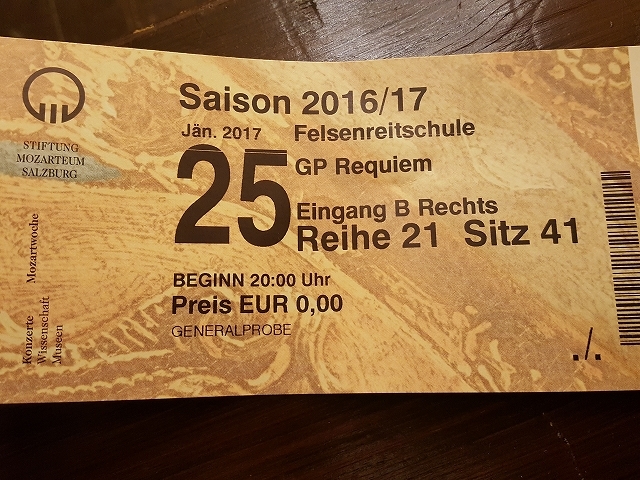 STIFTUNG
MOZARTEUM
SALZBURG
Mozartwoche
Konzerte
Wissenschaft
Museen
Saison 2016/17
Jän. 2017 Felsenreitschule
25
GP Requiem
Eingang B Rechts
Reihe 21 Sitz 41
BEGINN 20:00 Uhr
Preis EUR 0,00
GENERALPROBE
./.